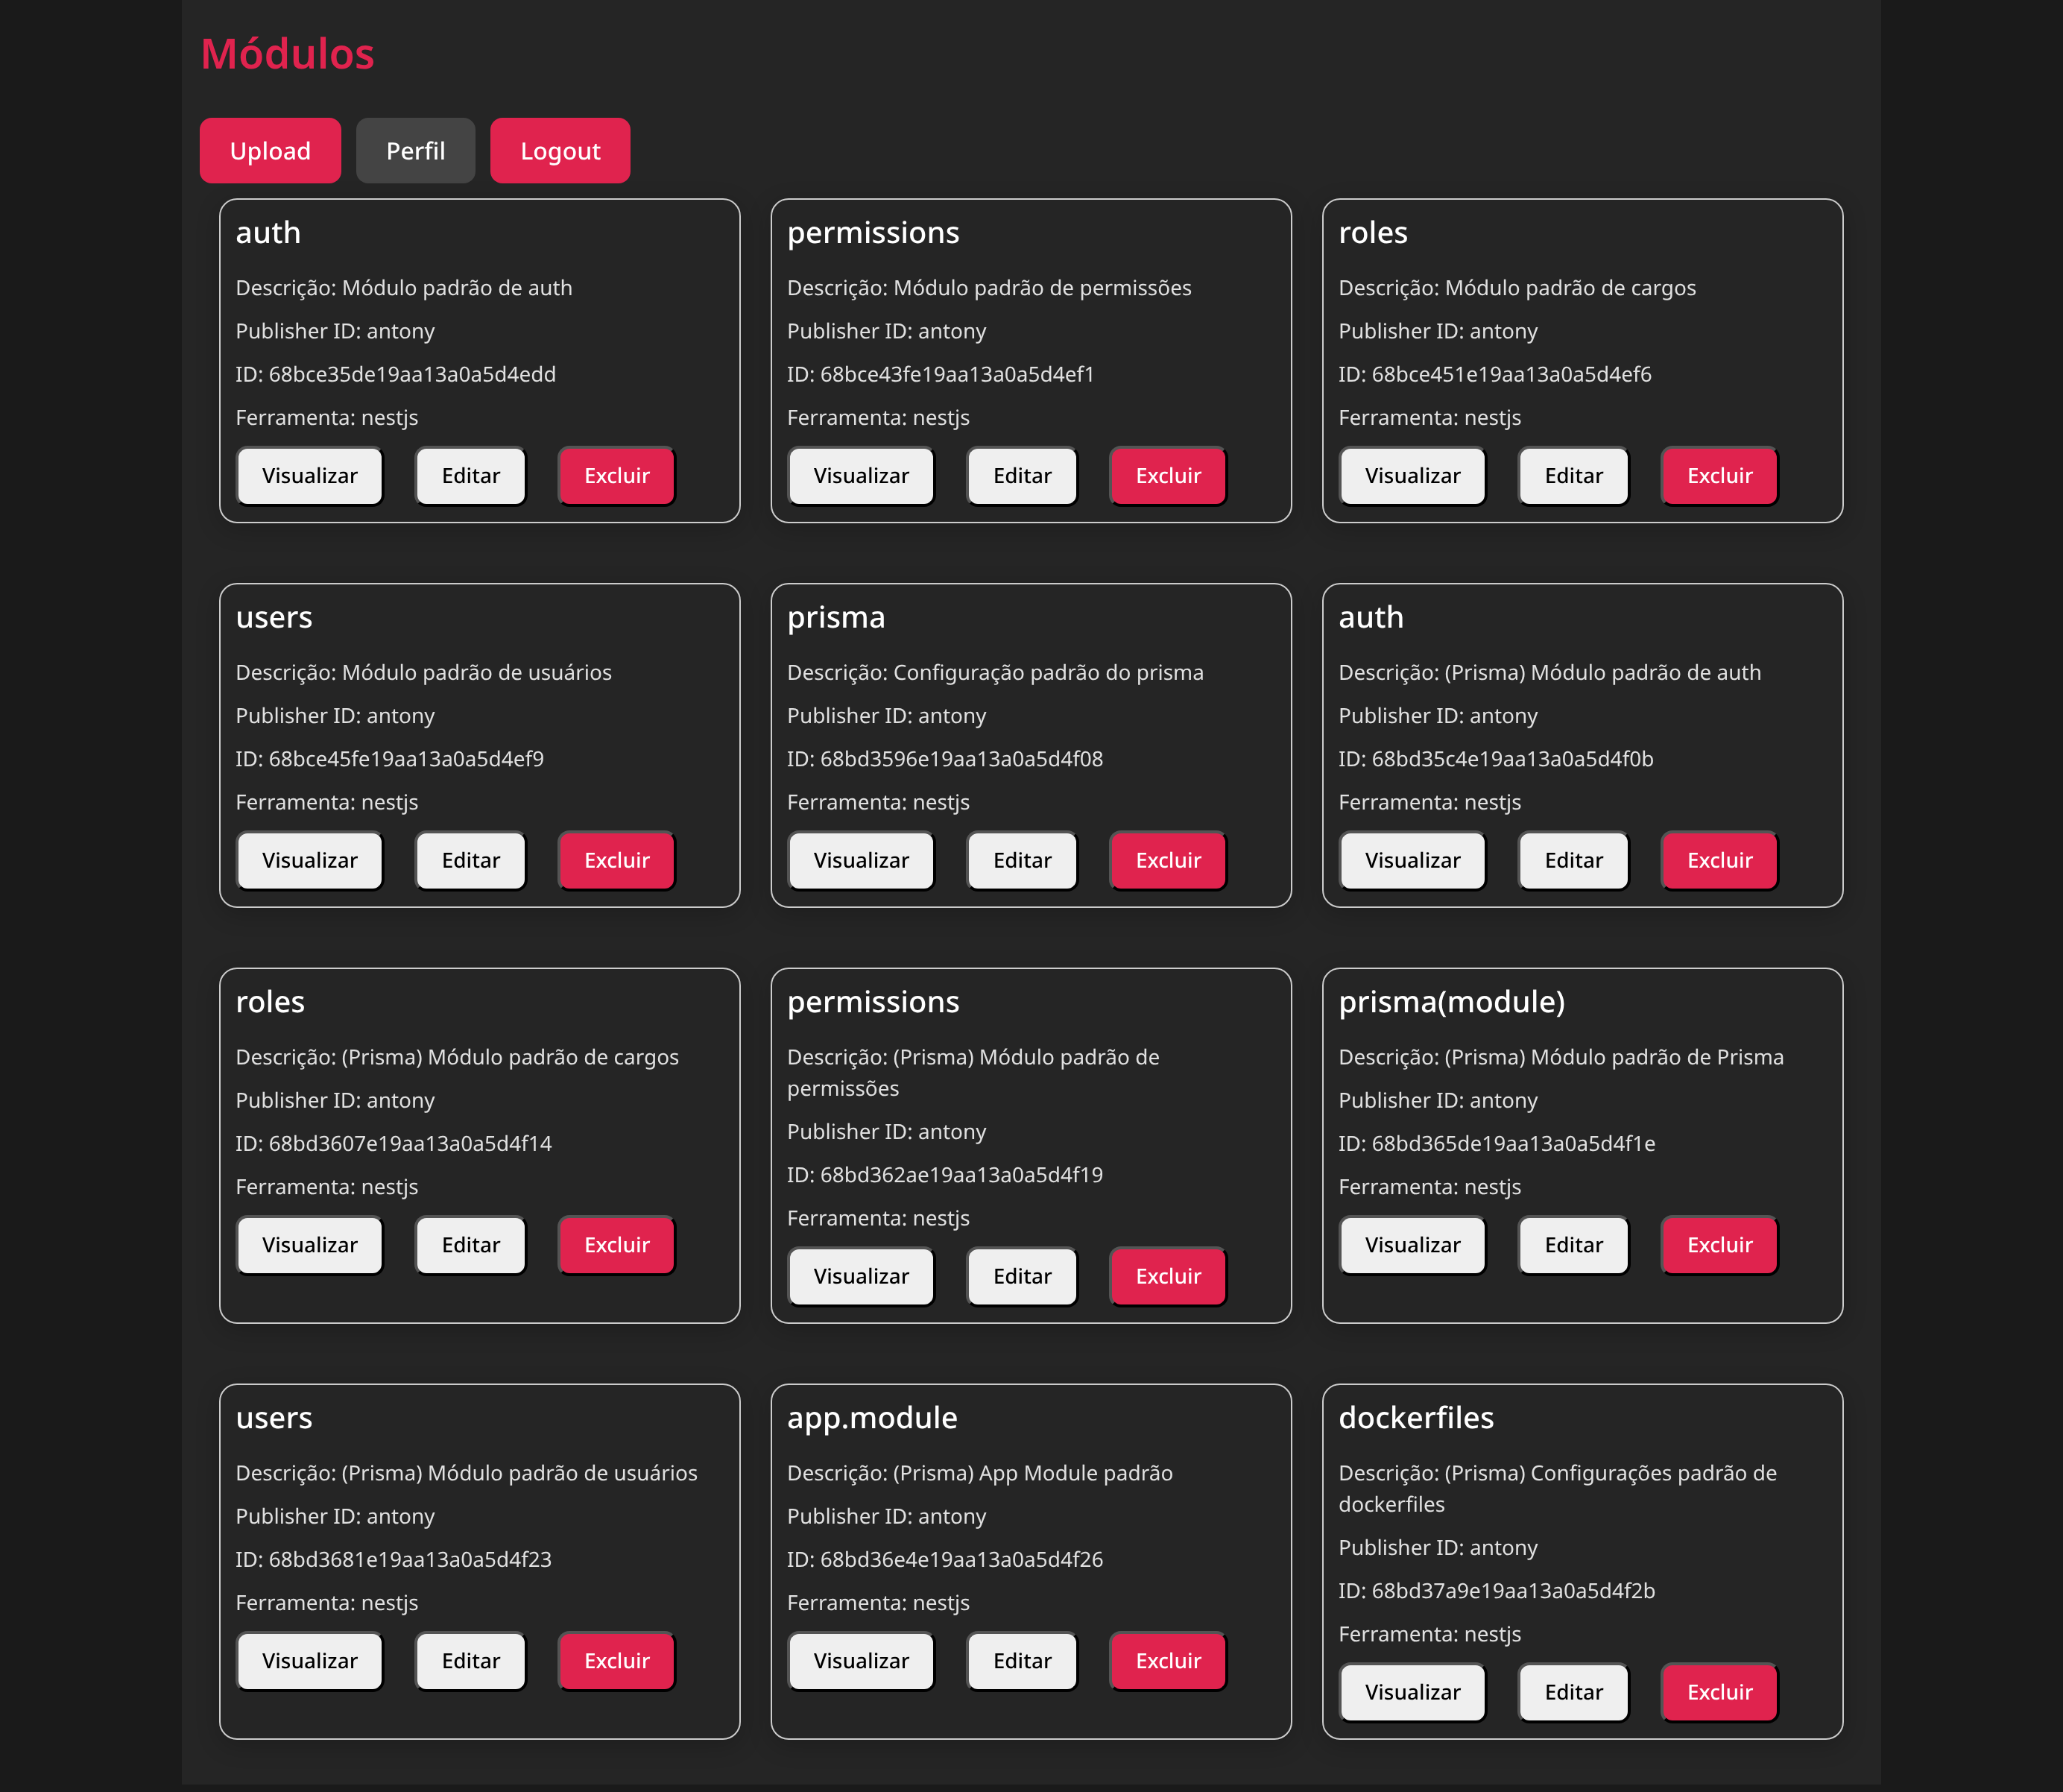 Módulos
Upload
Perfil
Logout
auth
Descrição: Módulo padrão de auth
Publisher ID: antony
ID: 68bce35de19aa13a0a5d4edd
Ferramenta: nestjs
Visualizar
Editar
Excluir
permissions
Descrição: Módulo padrão de permissões
Publisher ID: antony
ID: 68bce43fe19aa13a0a5d4ef1
Ferramenta: nestjs
Visualizar
Editar
Excluir
roles
Descrição: Módulo padrão de cargos
Publisher ID: antony
ID: 68bce451e19aa13a0a5d4ef6
Ferramenta: nestjs
Visualizar
Editar
Excluir
users
Descrição: Módulo padrão de usuários
Publisher ID: antony
ID: 68bce45fe19aa13a0a5d4ef9
Ferramenta: nestjs
Visualizar
Editar
Excluir
prisma
Descrição: Configuração padrão do prisma
Publisher ID: antony
ID: 68bd3596e19aa13a0a5d4f08
Ferramenta: nestjs
Visualizar
Editar
Excluir
auth
Descrição: (Prisma) Módulo padrão de auth
Publisher ID: antony
ID: 68bd35c4e19aa13a0a5d4f0b
Ferramenta: nestjs
Visualizar
Editar
Excluir
roles
Descrição: (Prisma) Módulo padrão de cargos
Publisher ID: antony
ID: 68bd3607e19aa13a0a5d4f14
Ferramenta: nestjs
Visualizar
Editar
Excluir
permissions
Descrição: (Prisma) Módulo padrão de
permissões
Publisher ID: antony
ID: 68bd362ae19aa13a0a5d4f19
Ferramenta: nestjs
Visualizar
Editar
Excluir
prisma(module)
Descrição: (Prisma) Módulo padrão de Prisma
Publisher ID: antony
ID: 68bd365de19aa13a0a5d4f1e
Ferramenta: nestjs
Visualizar
Editar
Excluir
users
Descrição: (Prisma) Módulo padrão de usuários
Publisher ID: antony
ID: 68bd3681e19aa13a0a5d4f23
Ferramenta: nestjs
Visualizar
Editar
Excluir
app.module
Descrição: (Prisma) App Module padrão
Publisher ID: antony
ID: 68bd36e4e19aa13a0a5d4f26
Ferramenta: nestjs
Visualizar
Editar
Excluir
dockerfiles
Descrição: (Prisma) Configurações padrão de
dockerfiles
Publisher ID: antony
ID: 68bd37a9e19aa13a0a5d4f2b
Ferramenta: nestjs
Visualizar
Editar
Excluir